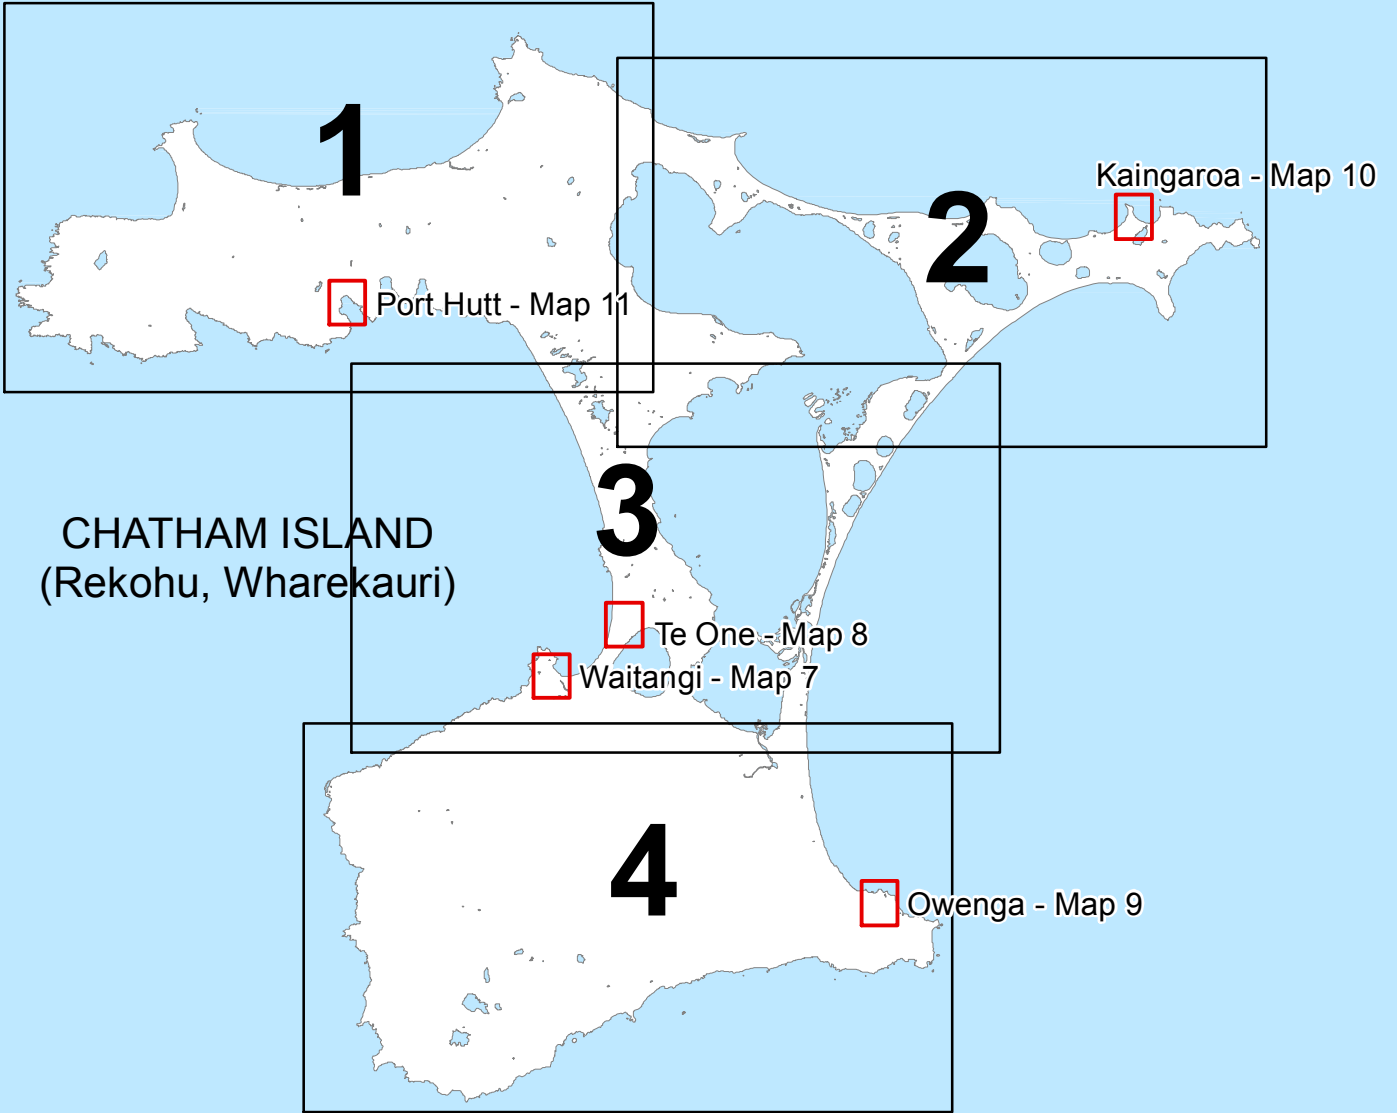 1
Kaingaroa - Map 10
2
Port Hutt - Map 11
3
CHATHAM ISLAND
(Rekohu, Wharekauri)
Te One - Map 8
Waitangi - Map 7
4
Owenga - Map 9